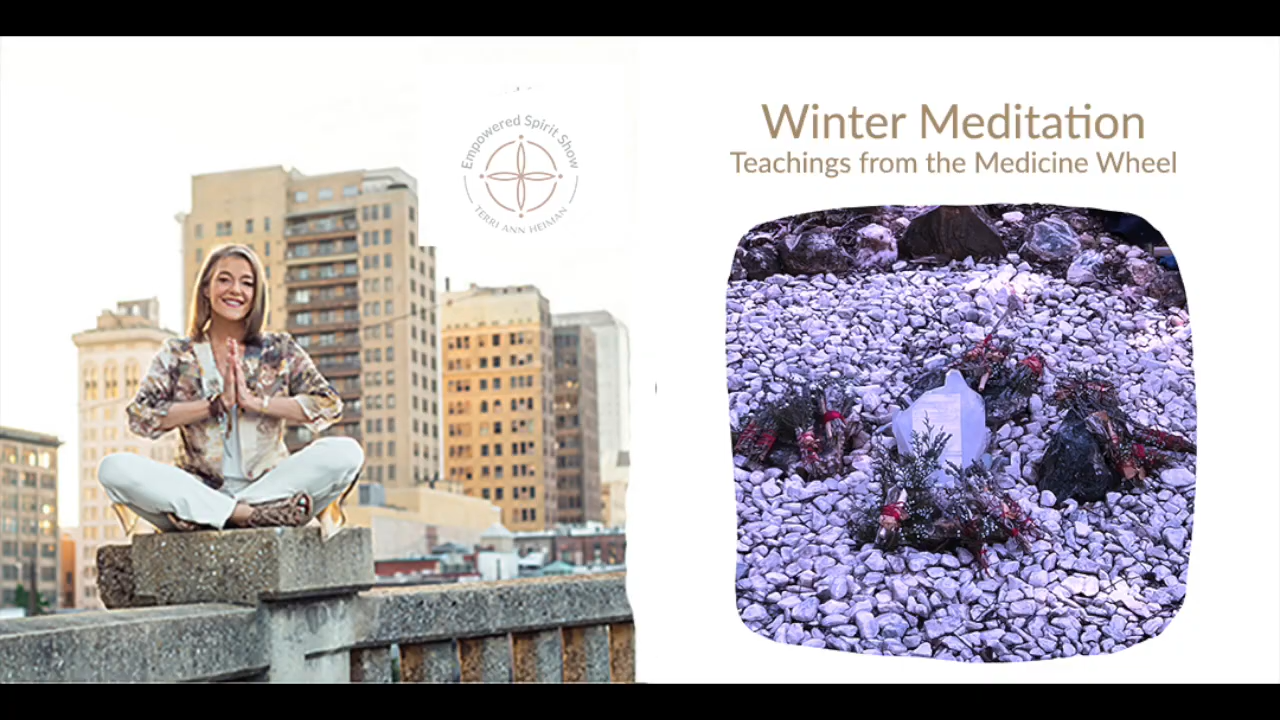 Empowered Spirit Show
TERRI ANN HEIMAN
Winter Meditation
Teachings from the Medicine Wheel